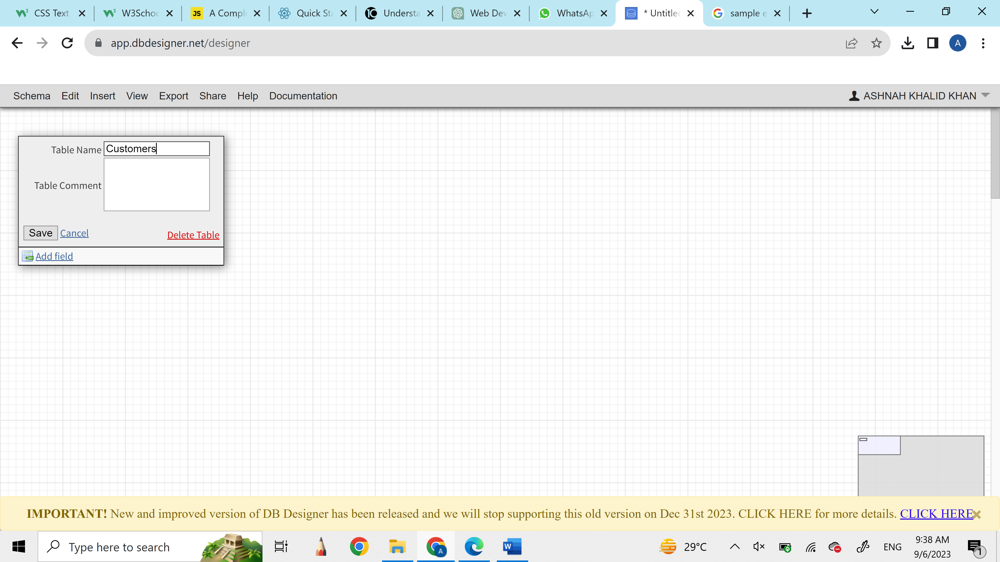 CSS Text
W3Schoo
JS
A Comple
Quick Sta
Understa
Web Dev
WhatsAp
* Untitled
sample e
app.dbdesigner.net/designer
A
Schema Edit Insert View Export Share Help Documentation
ASHNAH KHALID KHAN
Table Name Customers
Table Comment
Save Cancel Delete Table
Add field
IMPORTANT! New and improved version of DB Designer has been released and we will stop supporting this old version on Dec 31st 2023. CLICK HERE for more details. CLICK HERE
Type here to search
A
W
29°C
ENG
9:38 AM
9/6/2023
1